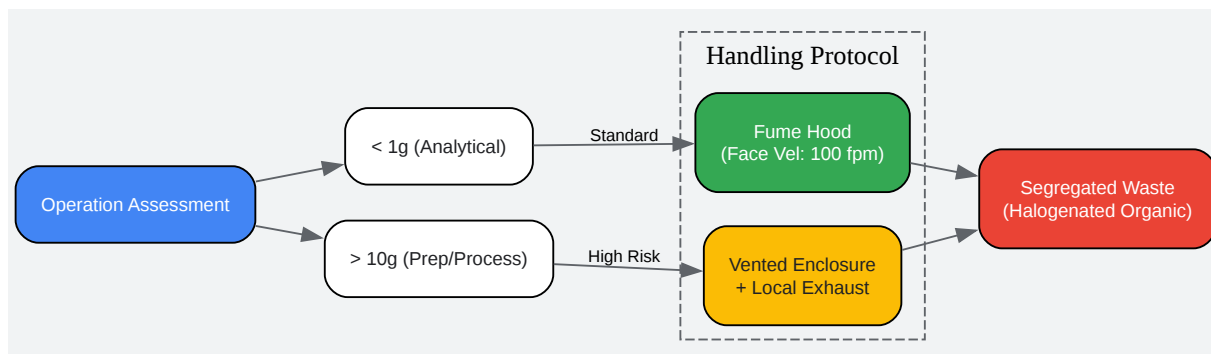 Operation Assessment
< 1g (Analytical)
> 10g (Prep/Process)
Standard
High Risk
Handling Protocol
Fume Hood
(Face Vel: 100 fpm)
Vented Enclosure
+ Local Exhaust
Segregated Waste
(Halogenated Organic)